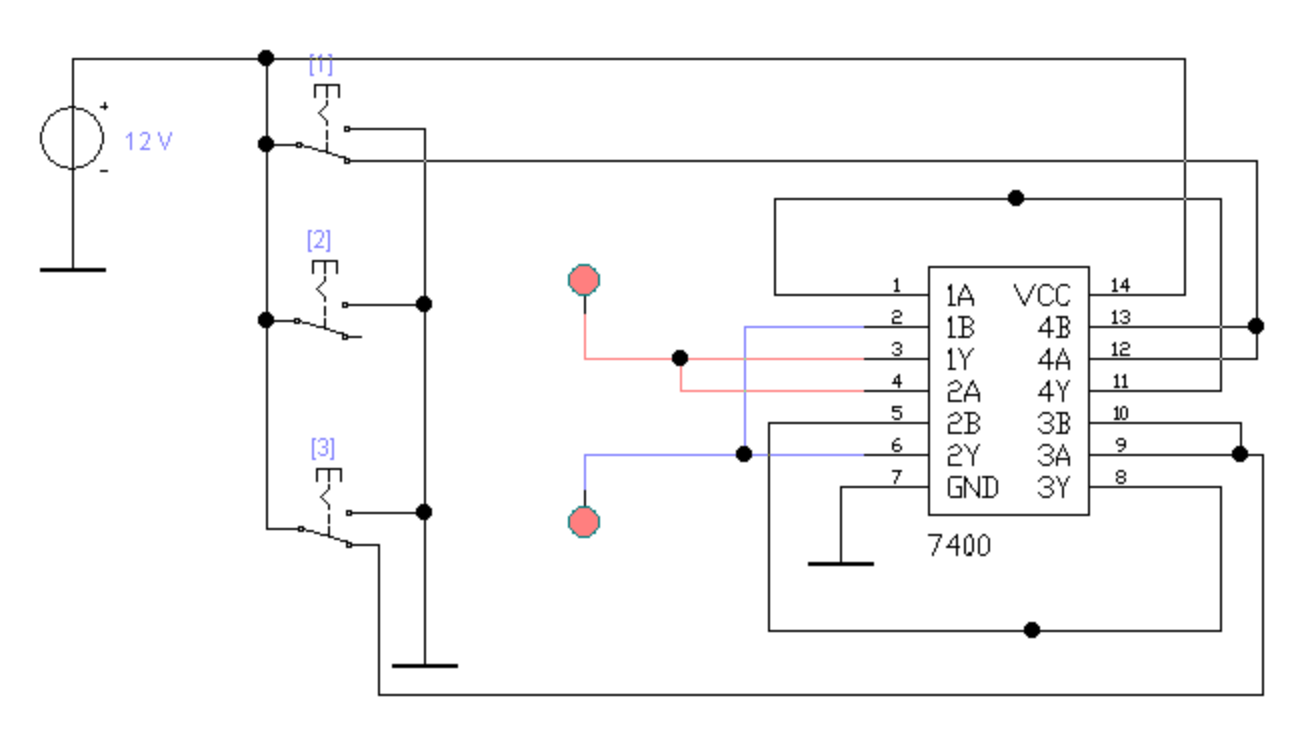 [1]
+
12 V
-
[2]
[3]
1 1A VCC 14
2 1B 4B 13
3 1Y 4A 12
4 2A 4Y 11
5 2B 3B 10
6 2Y 3A 9
7 GND 3Y 8
7400